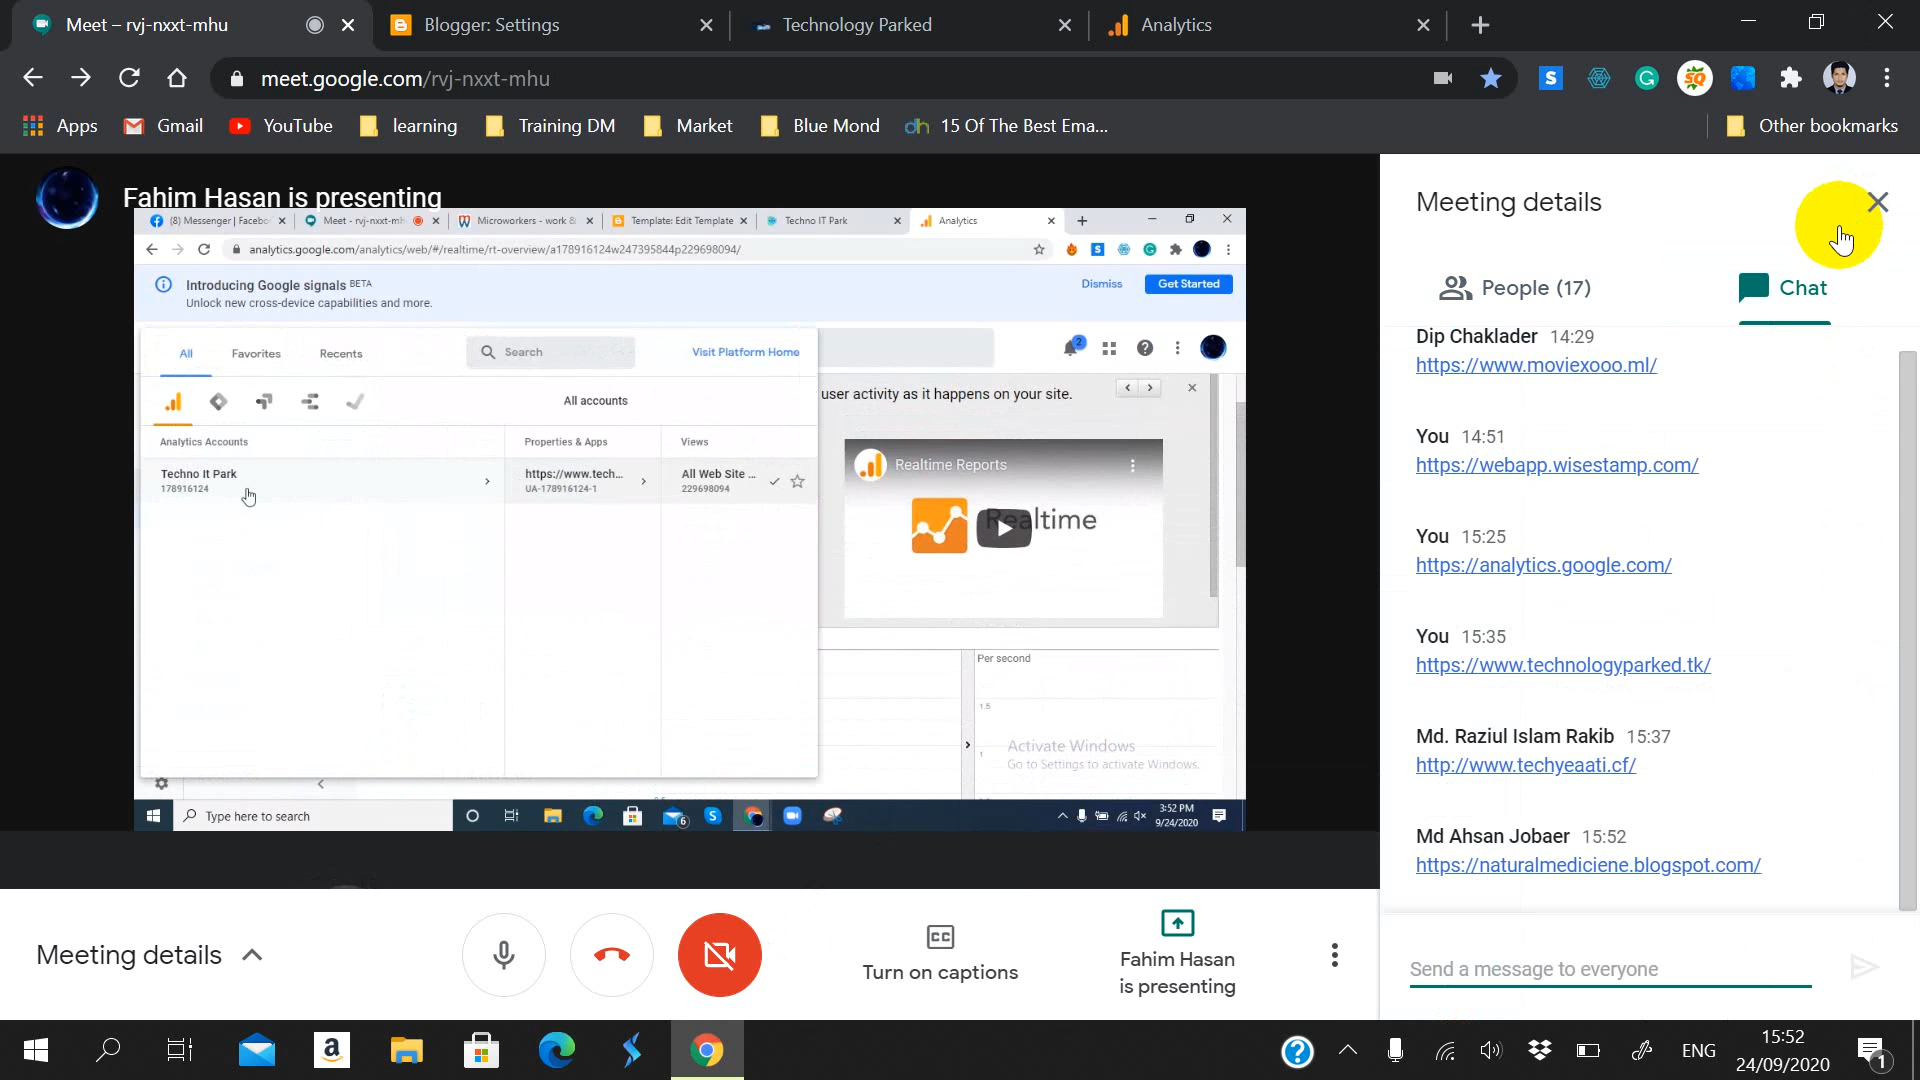 Meet – rvj-nxxt-mhu
Blogger: Settings
Technology Parked
Analytics
meet.google.com/rvj-nxxt-mhu
Apps
Gmail
YouTube
learning
Training DM
Market
Blue Mond
15 Of The Best Ema...
Other bookmarks
Fahim Hasan is presenting
(8) Messenger | Facebo
Meet - rvj-nxxt-mh
Microworkers - work &
Template: Edit Template
Techno IT Park
Analytics
analytics.google.com/analytics/web/#/realtime/rt-overview/a178916124w247395844p229698094/
Introducing Google signals BETA
Unlock new cross-device capabilities and more.
Dismiss
Get Started
All
Favorites
Recents
Search
Visit Platform Home
2
All accounts
user activity as it happens on your site.
Analytics Accounts
Properties & Apps
Views
Techno It Park
178916124
https://www.tech...
UA-178916124-1
All Web Site ...
229698094
Realtime Reports
Realtime
Per second
1.5
1
Activate Windows
Go to Settings to activate Windows.
Type here to search
6
3:52 PM
9/24/2020
Meeting details
People (17)
Chat
Dip Chaklader 14:29
https://www.moviexooo.ml/
You 14:51
https://webapp.wisestamp.com/
You 15:25
https://analytics.google.com/
You 15:35
https://www.technologyparked.tk/
Md. Raziul Islam Rakib 15:37
http://www.techyeaati.cf/
Md Ahsan Jobaer 15:52
https://naturalmediciene.blogspot.com/
Send a message to everyone
Meeting details
Turn on captions
Fahim Hasan
is presenting
ENG
15:52
24/09/2020
1